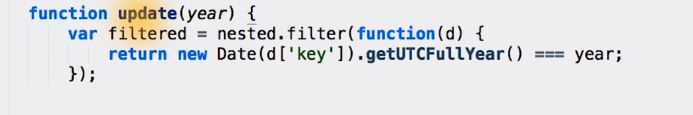 function update(year) {
var filtered = nested.filter(function(d) {
return new Date(d['key']).getUTCFullYear() === year;
});